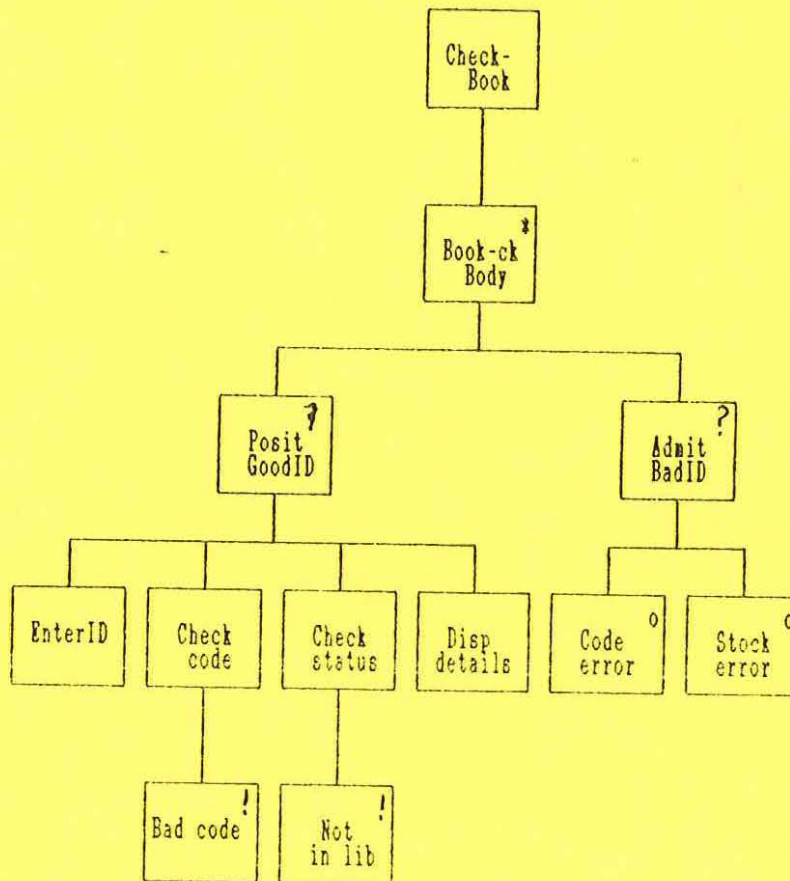 Check-
Book
*
Book-ck
Body
?
Posit
GoodID
?
Admit
BadID
EnterID
Check
code
Check
status
Disp
details
o
Code
error
o
Stock
error
!
Bad code
!
Not
in lib